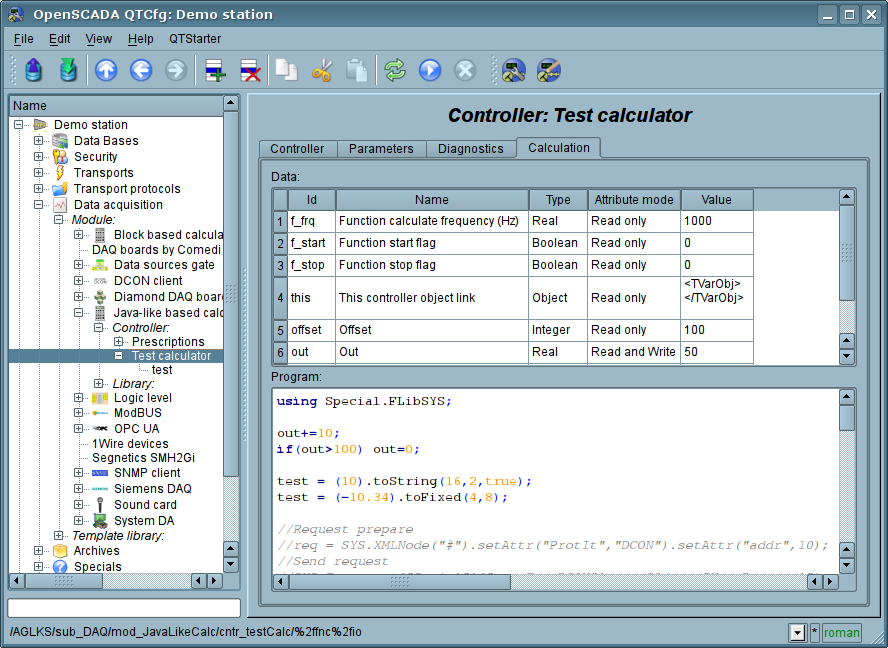 OpenSCADA QTCfg: Demo station
File Edit View Help QTStarter
Name
Demo station
Data Bases
Security
Transports
Transport protocols
Data acquisition
Module:
Block based calcula
DAQ boards by Comedi
Data sources gate
DCON client
Diamond DAQ boar
Java-like based calc
Controller:
Prescriptions
Test calculator
test
Library:
Logic level
ModBUS
OPC UA
1Wire devices
Segnetics SMH2Gi
SNMP client
Siemens DAQ
Sound card
System DA
Template library:
Archives
Specials
Controller: Test calculator
Controller Parameters Diagnostics Calculation
Data:
Id Name Type Attribute mode Value
1 f_frq Function calculate frequency (Hz) Real Read only 1000
2 f_start Function start flag Boolean Read only 0
3 f_stop Function stop flag Boolean Read only 0
4 this This controller object link Object Read only <TVarObj>
</TVarObj>
5 offset Offset Integer Read only 100
6 out Out Real Read and Write 50
Program:
using Special.FLibSYS;
out+=10;
if(out>100) out=0;
test = (10).toString(16,2,true);
test = (-10.34).toFixed(4,8);
//Request prepare
//req = SYS.XMLNode("#").setAttr("ProtIt","DCON").setAttr("addr",10);
//Send request
/AGLKS/sub_DAQ/mod_JavaLikeCalc/cntr_testCalc/%2ffnc%2fio
* roman